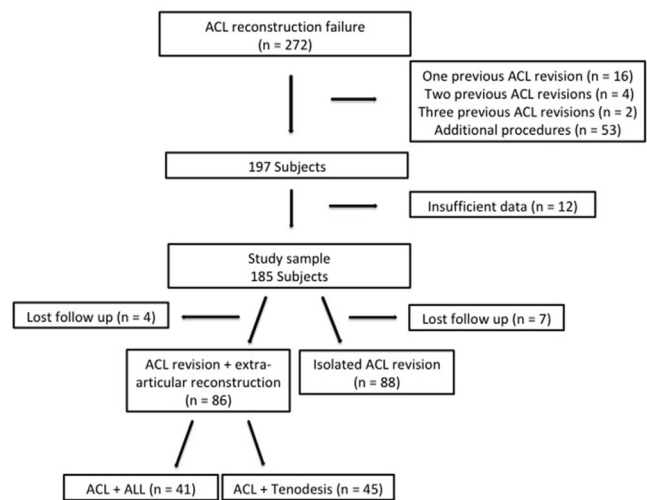 ACL reconstruction failure
(n = 272)
One previous ACL revision (n = 16)
Two previous ACL revisions (n = 4)
Three previous ACL revisions (n = 2)
Additional procedures (n = 53)
197 Subjects
Insufficient data (n = 12)
Study sample
185 Subjects
Lost follow up (n = 4)
Lost follow up (n = 7)
ACL revision + extra-
articular reconstruction
(n = 86)
Isolated ACL revision
(n = 88)
ACL + ALL (n = 41)
ACL + Tenodesis (n = 45)